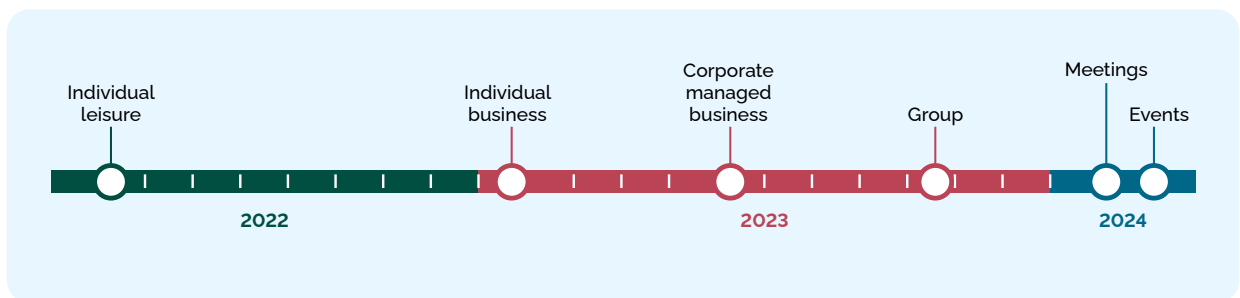 Individual
leisure
Individual
business
Corporate
managed
business
Group
Meetings
Events
2022
2023
2024